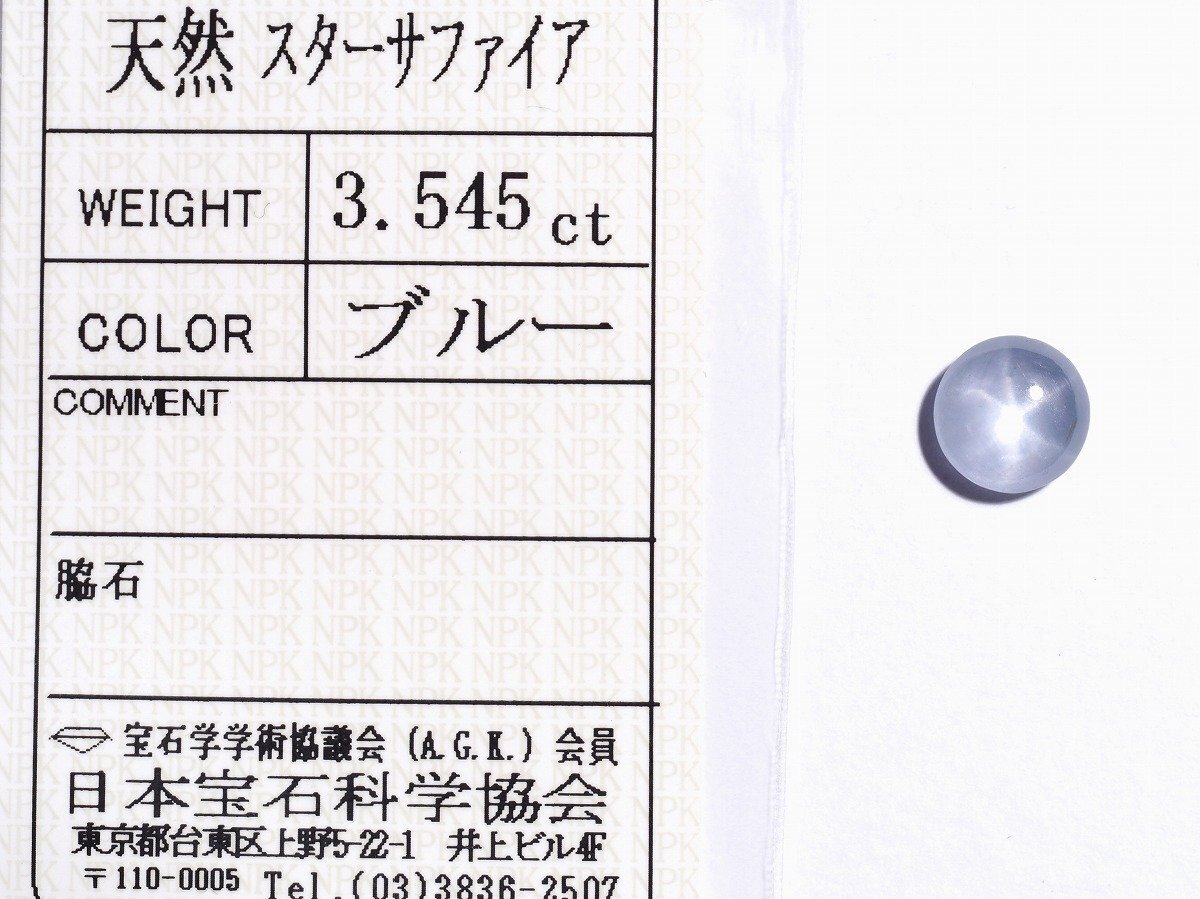 天然 スターサファイア
WEIGHT 3.545ct
COLOR ブルー
COMMENT
脇石
宝石学学術協議会 (A.G.K.) 会員
日本宝石科学協会
東京都台東区上野5-22-1 井上ビル4F
〒110-0005 Tel.(03)3836-2507